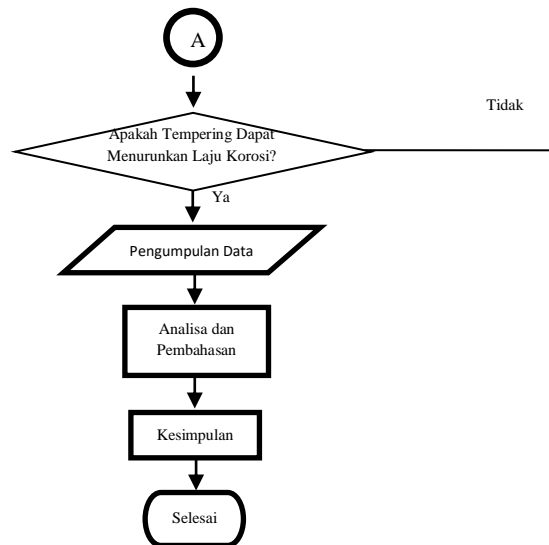 A
Tidak
Apakah Tempering Dapat
Menurunkan Laju Korosi?
Ya
Pengumpulan Data
Analisa dan
Pembahasan
Kesimpulan
Selesai